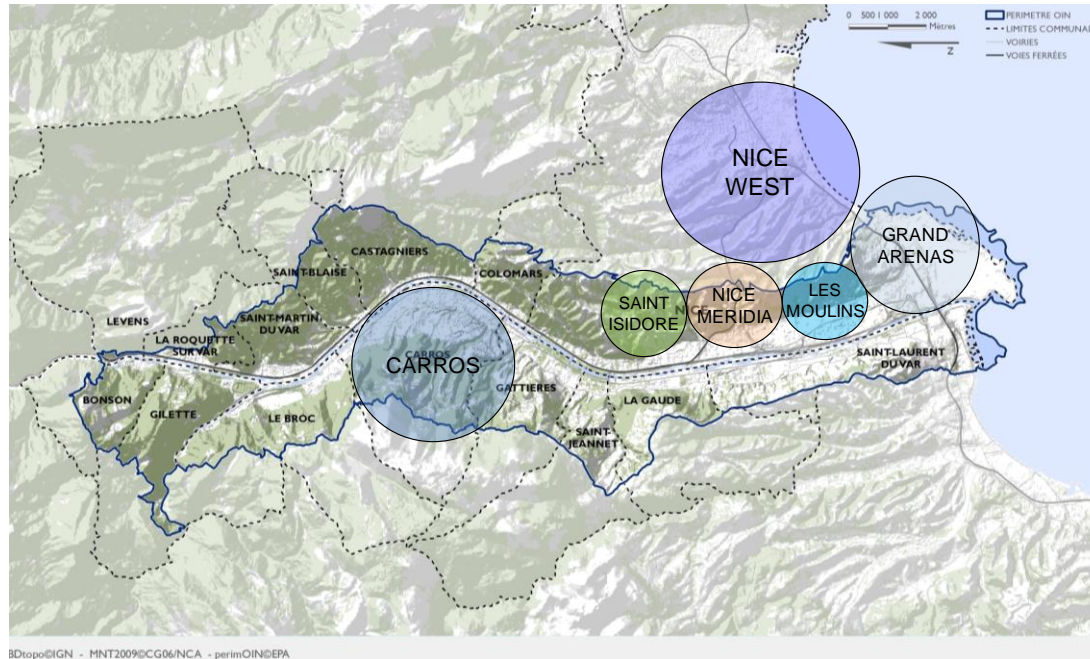 0 500 1 000 2 000
Mètres
Z
PERIMETRE OIN
LIMITES COMMUNAL
VOIRIES
VOIES FERRÉES
NICE
WEST
GRAND
ARENAS
CASTAGNIERS
SAINT-BLAISE
COLOMARS
SAINT
ISIDORE
NICE
NICE
MERIDIA
LES
MOULINS
LEVENS
SAINT-MARTIN
DU VAR
LA ROQUETTE
SUR VAR
CARROS
CARROS
SAINT-LAURENT
DU VAR
BONSON
GILETTE
LE BROC
GATTIERES
LA GAUDE
SAINT-
JEANNET
BDtopo©IGN - MNT2009©CG06/NCA - perimOIN©EPA